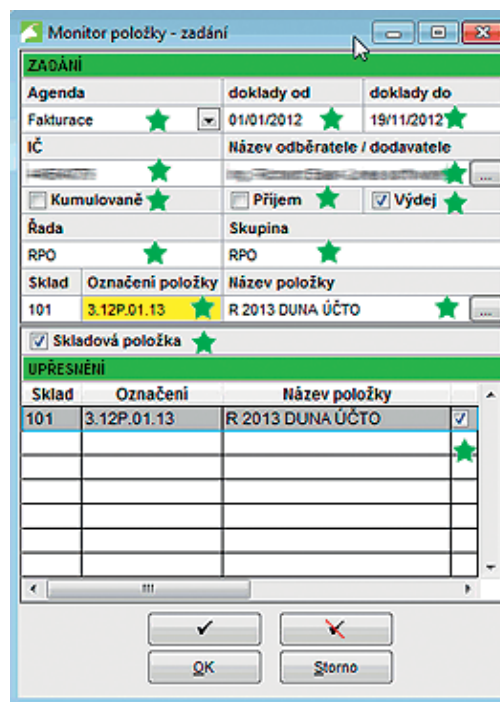 Monitor položky - zadání
ZADÁNÍ
Agenda doklady od doklady do
Fakturace 01/01/2012 19/11/2012
IČ Název odběratele / dodavatele
...
Kumulovaně Příjem Výdej
Řada Skupina
RPO RPO
Sklad Označení položky Název položky
101 3.12P.01.13 R 2013 DUNA ÚČTO ...
Skladová položka
UPŘESNĚNÍ
Sklad Označení Název položky
101 3.12P.01.13 R 2013 DUNA ÚČTO
OK Storno